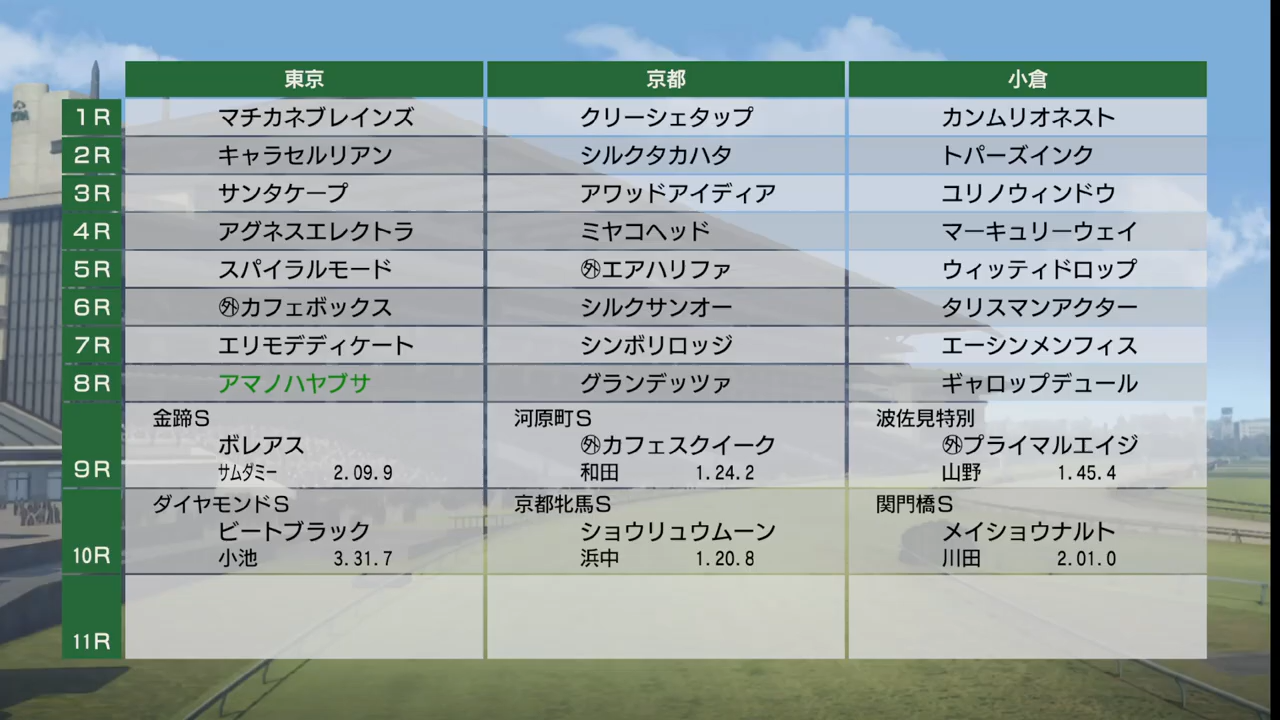 東京 京都 小倉
1R マチカネブレインズ クリーシェタップ カンムリオネスト
2R キャラセルリアン シルクタカハタ トパーズインク
3R サンタケープ アワッドアイディア ユリノウィンドウ
4R アグネスエレクトラ ミヤコヘッド マーキュリーウェイ
5R スパイラルモード ㊕エアハリファ ウィッティドロップ
6R 外カフェボックス シルクサンオー タリスマンアクター
7R エリモデディケート シンボリロッジ エーシンメンフィス
8R アマノハヤブサ グランデッツァ ギャロップデュール
金蹄S 河原町S 波佐見特別
ボレアス 外カフェスクイーク 外プライマルエイジ
9R サムダミー 2.09.9 和田 1.24.2 山野 1.45.4
ダイヤモンドS 京都牝馬S 関門橋S
ビートブラック ショウリュウムーン メイショウナルト
10R 小池 3.31.7 浜中 1.20.8 川田 2.01.0
11R